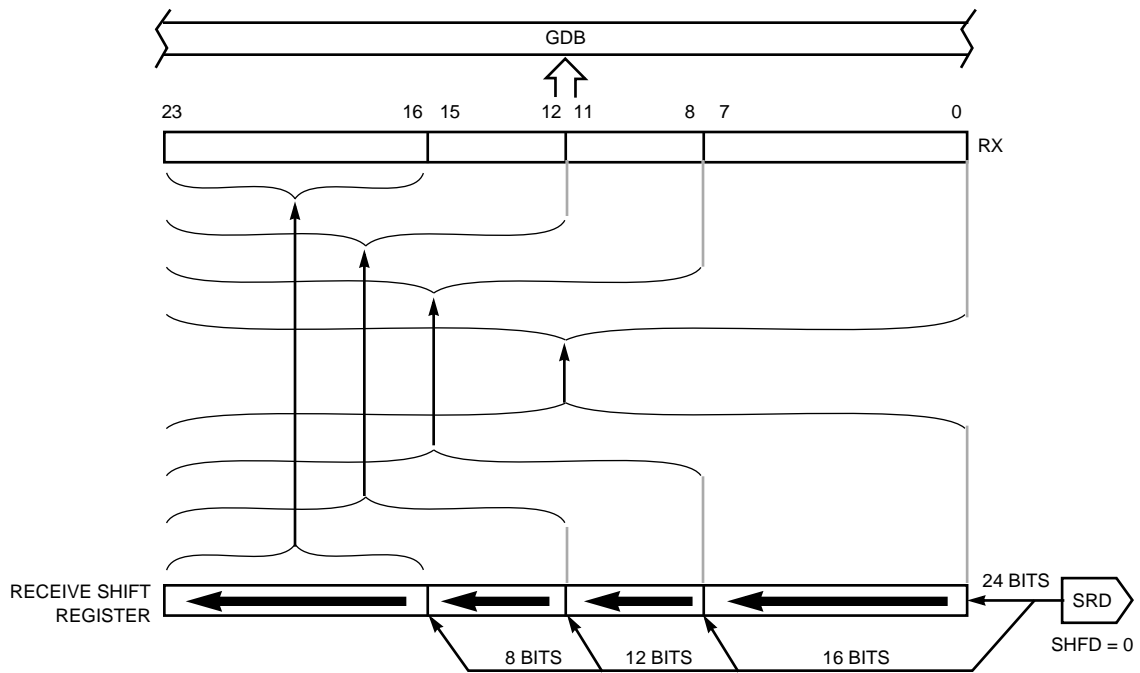 GDB
23 16 15 12 11 8 7 0
RX
RECEIVE SHIFT
REGISTER
24 BITS
SRD
SHFD = 0
8 BITS 12 BITS 16 BITS